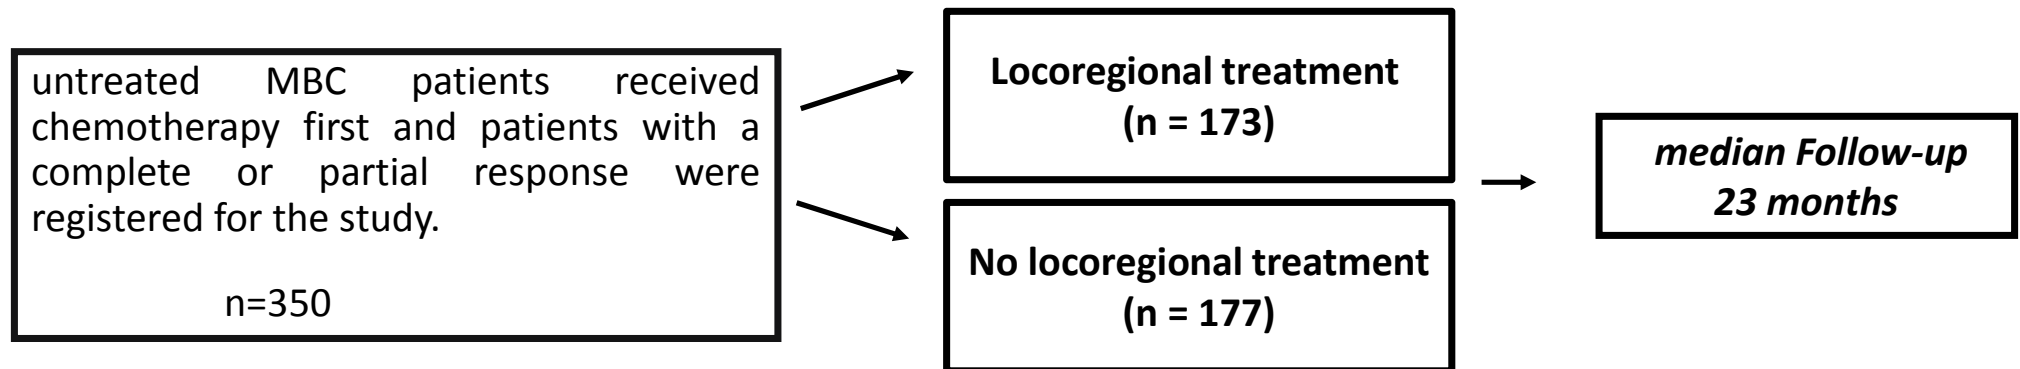 untreated MBC patients received
chemotherapy first and patients with a
complete or partial response were
registered for the study.
n=350
Locoregional treatment
(n = 173)
No locoregional treatment
(n = 177)
median Follow-up
23 months